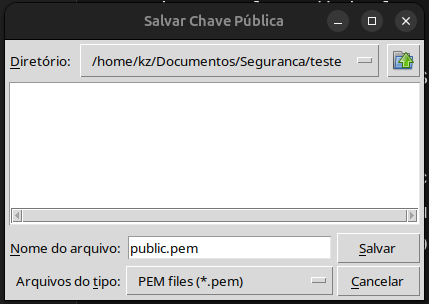 Salvar Chave Pública
Diretório: /home/kz/Documentos/Seguranca/teste
Nome do arquivo: public.pem Salvar
Arquivos do tipo: PEM files (*.pem) Cancelar